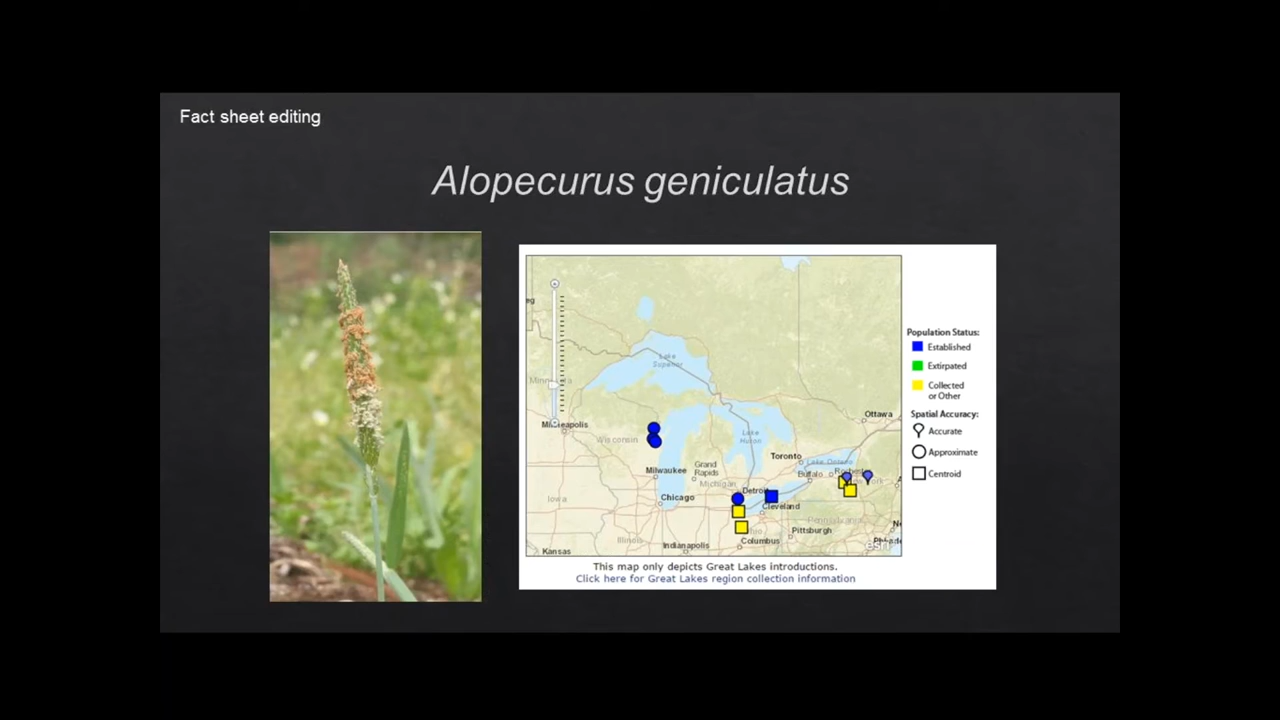 Fact sheet editing
Alopecurus geniculatus
Population Status:
Established
Extirpated
Collected
or Other
Spatial Accuracy:
Accurate
Approximate
Centroid
Lake
Superior
Minneapolis
Wisconsin
Lake
Huron
Ottawa
Toronto
Lake Ontario
Milwaukee
Grand
Rapids
Michigan
Buffalo
Chicago
Detroit
Iowa
Cleveland
Pennsylvania
Pittsburgh
Illinois
Indianapolis
Columbus
Kansas
esri
This map only depicts Great Lakes introductions.
Click here for Great Lakes region collection information